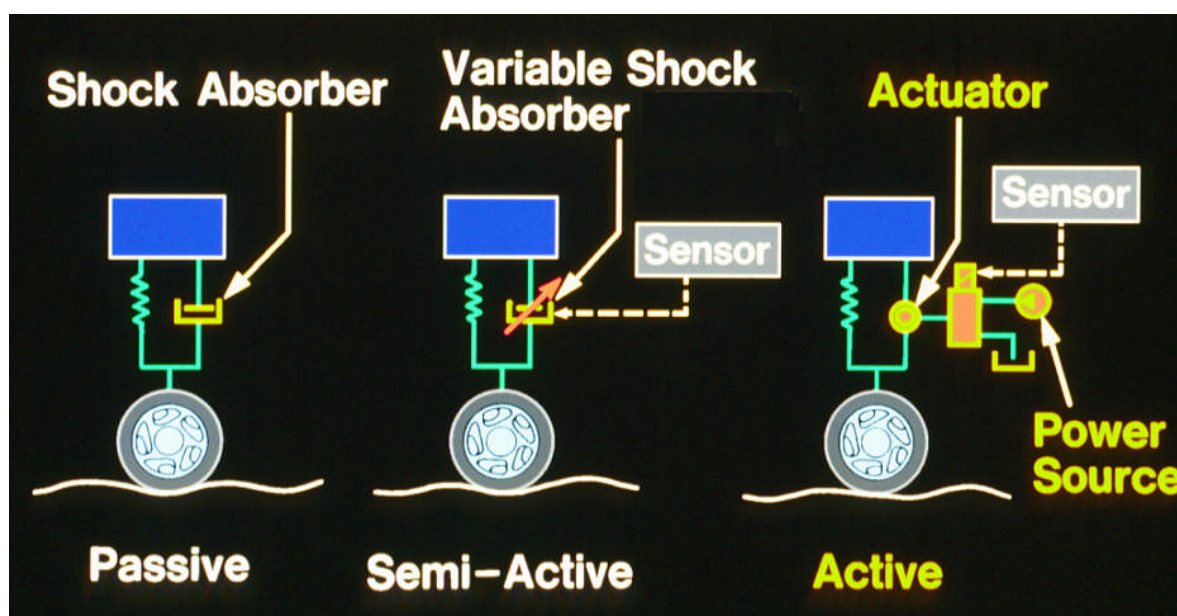 Shock Absorber
Variable Shock
Absorber
Actuator
Sensor
Sensor
Power
Source
Passive
Semi-Active
Active